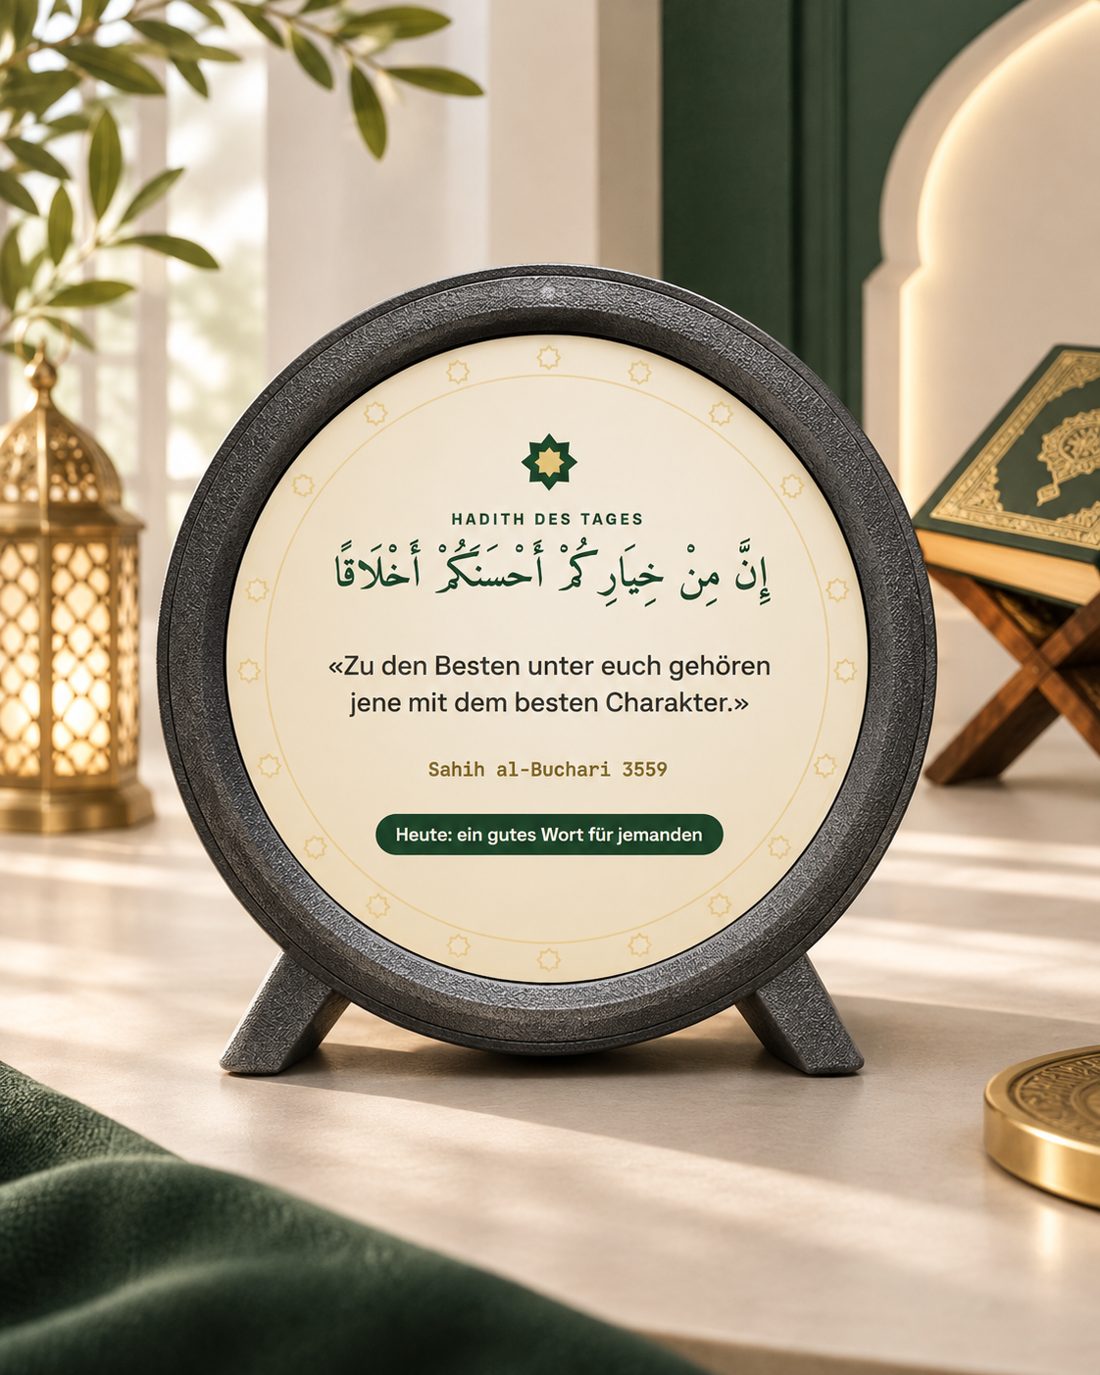 HADITH DES TAGES
إِنَّ مِنْ خِيَارِكُمْ أَحْسَنَكُمْ أَخْلَاقًا
«Zu den Besten unter euch gehören
jene mit dem besten Charakter.»
Sahih al-Buchari 3559
Heute: ein gutes Wort für jemanden